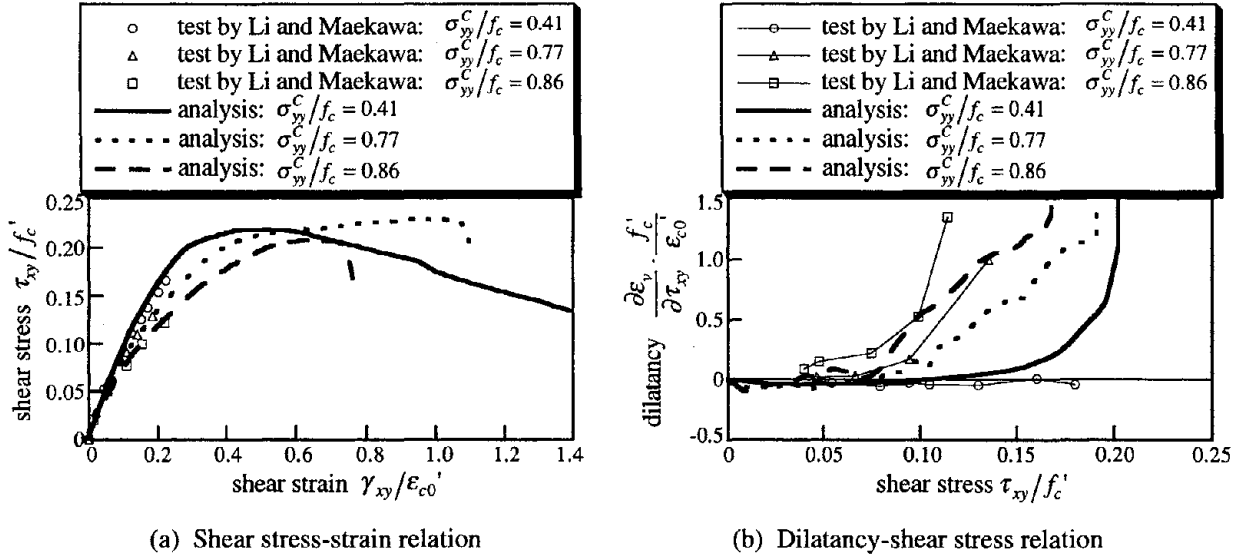 test by Li and Maekawa: σ_yy^C/f_c = 0.41
test by Li and Maekawa: σ_yy^C/f_c = 0.77
test by Li and Maekawa: σ_yy^C/f_c = 0.86
analysis: σ_yy^C/f_c = 0.41
analysis: σ_yy^C/f_c = 0.77
analysis: σ_yy^C/f_c = 0.86
0.25
0.20
0.15
0.10
0.05
0
shear stress τ_xy/f_c'
0 0.2 0.4 0.6 0.8 1.0 1.2 1.4
shear strain γ_xy/ε_c0'
(a) Shear stress-strain relation
test by Li and Maekawa: σ_yy^C/f_c = 0.41
test by Li and Maekawa: σ_yy^C/f_c = 0.77
test by Li and Maekawa: σ_yy^C/f_c = 0.86
analysis: σ_yy^C/f_c = 0.41
analysis: σ_yy^C/f_c = 0.77
analysis: σ_yy^C/f_c = 0.86
1.5
1.0
0.5
0
-0.5
dilatancy ∂ε_v/∂τ_xy · f_c'/ε_c0'
0.05 0.10 0.15 0.20 0.25
shear stress τ_xy/f_c'
(b) Dilatancy-shear stress relation